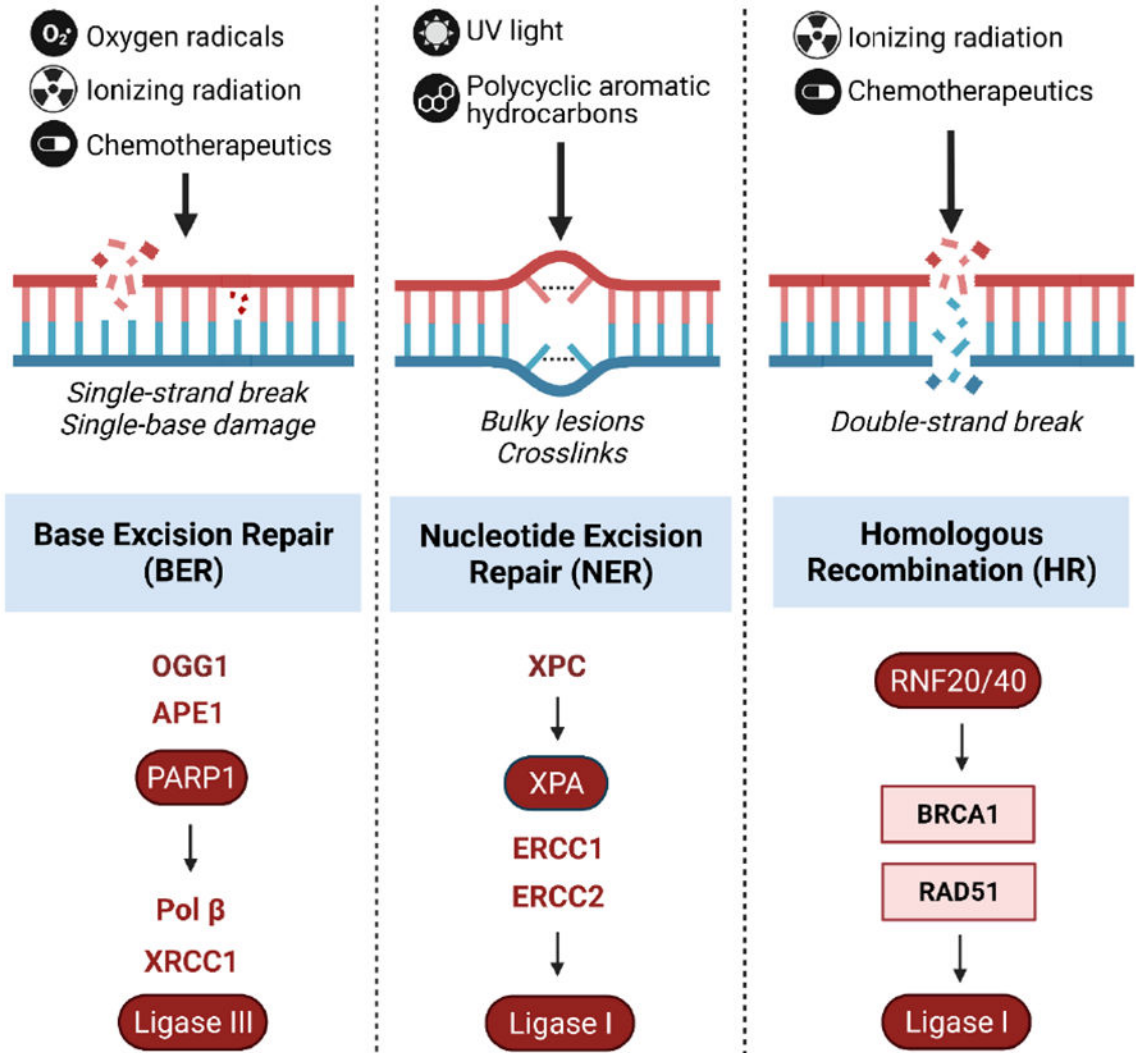 O₂•
Oxygen radicals
Ionizing radiation
Chemotherapeutics
Single-strand break
Single-base damage
Base Excision Repair
(BER)
OGG1
APE1
PARP1
Pol β
XRCC1
Ligase III
UV light
Polycyclic aromatic
hydrocarbons
Bulky lesions
Crosslinks
Nucleotide Excision
Repair (NER)
XPC
XPA
ERCC1
ERCC2
Ligase I
Ionizing radiation
Chemotherapeutics
Double-strand break
Homologous
Recombination (HR)
RNF20/40
BRCA1
RAD51
Ligase I